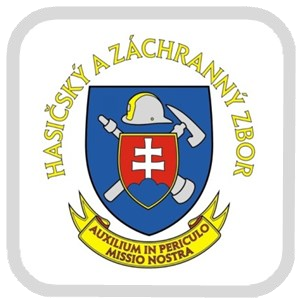 HASIČSKÝ A ZÁCHRANNÝ ZBOR
AUXILIUM IN PERICULO
MISSIO NOSTRA